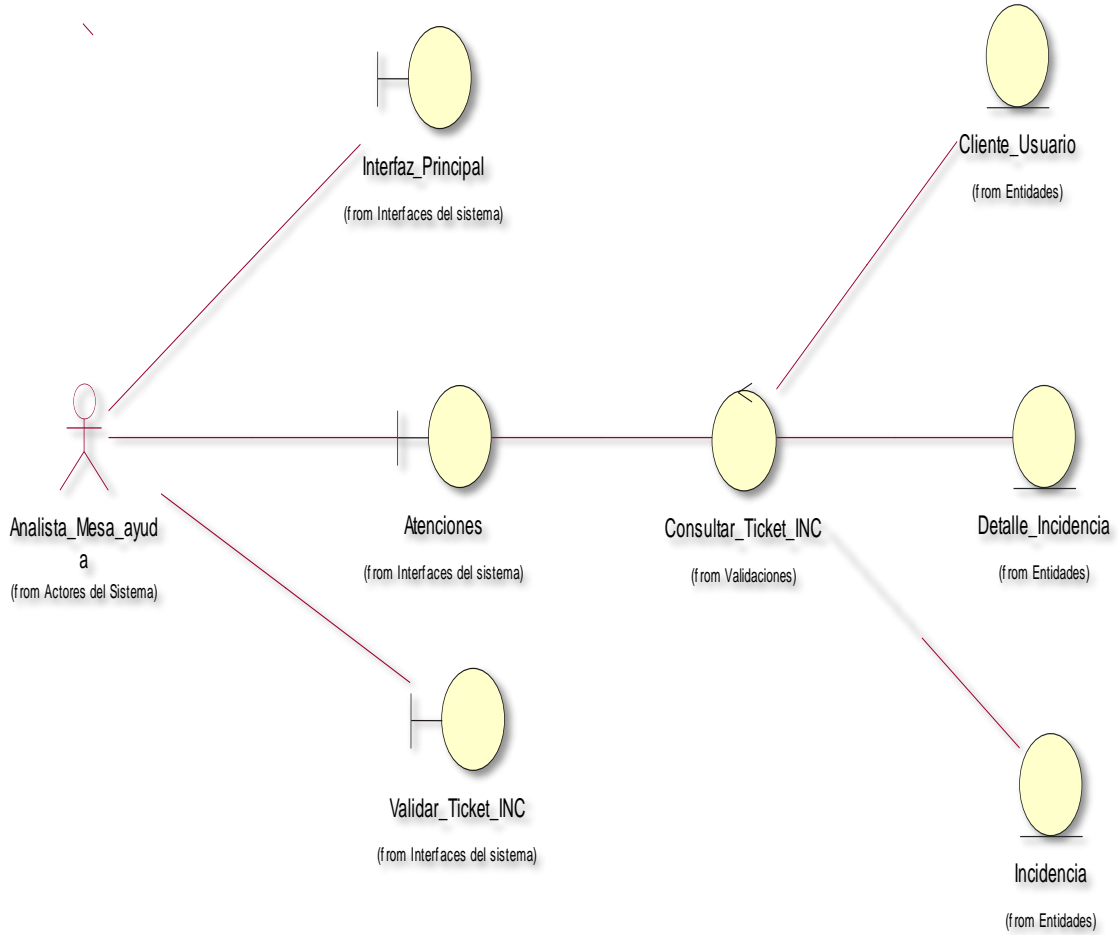 Interfaz_Principal
(from Interfaces del sistema)
Cliente_Usuario
(from Entidades)
Analista_Mesa_ayud
a
(from Actores del Sistema)
Atenciones
(from Interfaces del sistema)
Consultar_Ticket_INC
(from Validaciones)
Detalle_Incidencia
(from Entidades)
Validar_Ticket_INC
(from Interfaces del sistema)
Incidencia
(from Entidades)